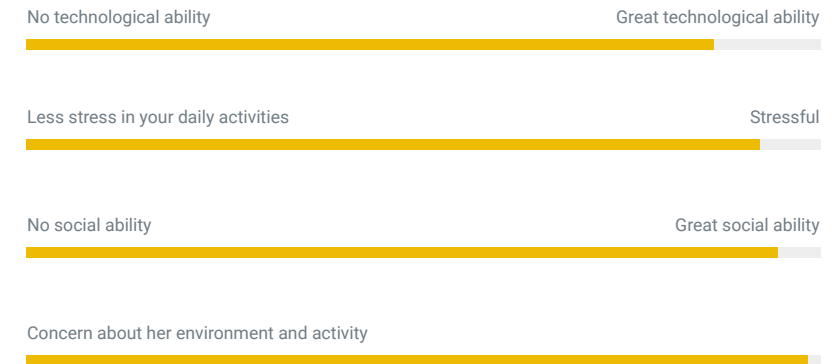 No technological ability Great technological ability
Less stress in your daily activities Stressful
No social ability Great social ability
Concern about her environment and activity